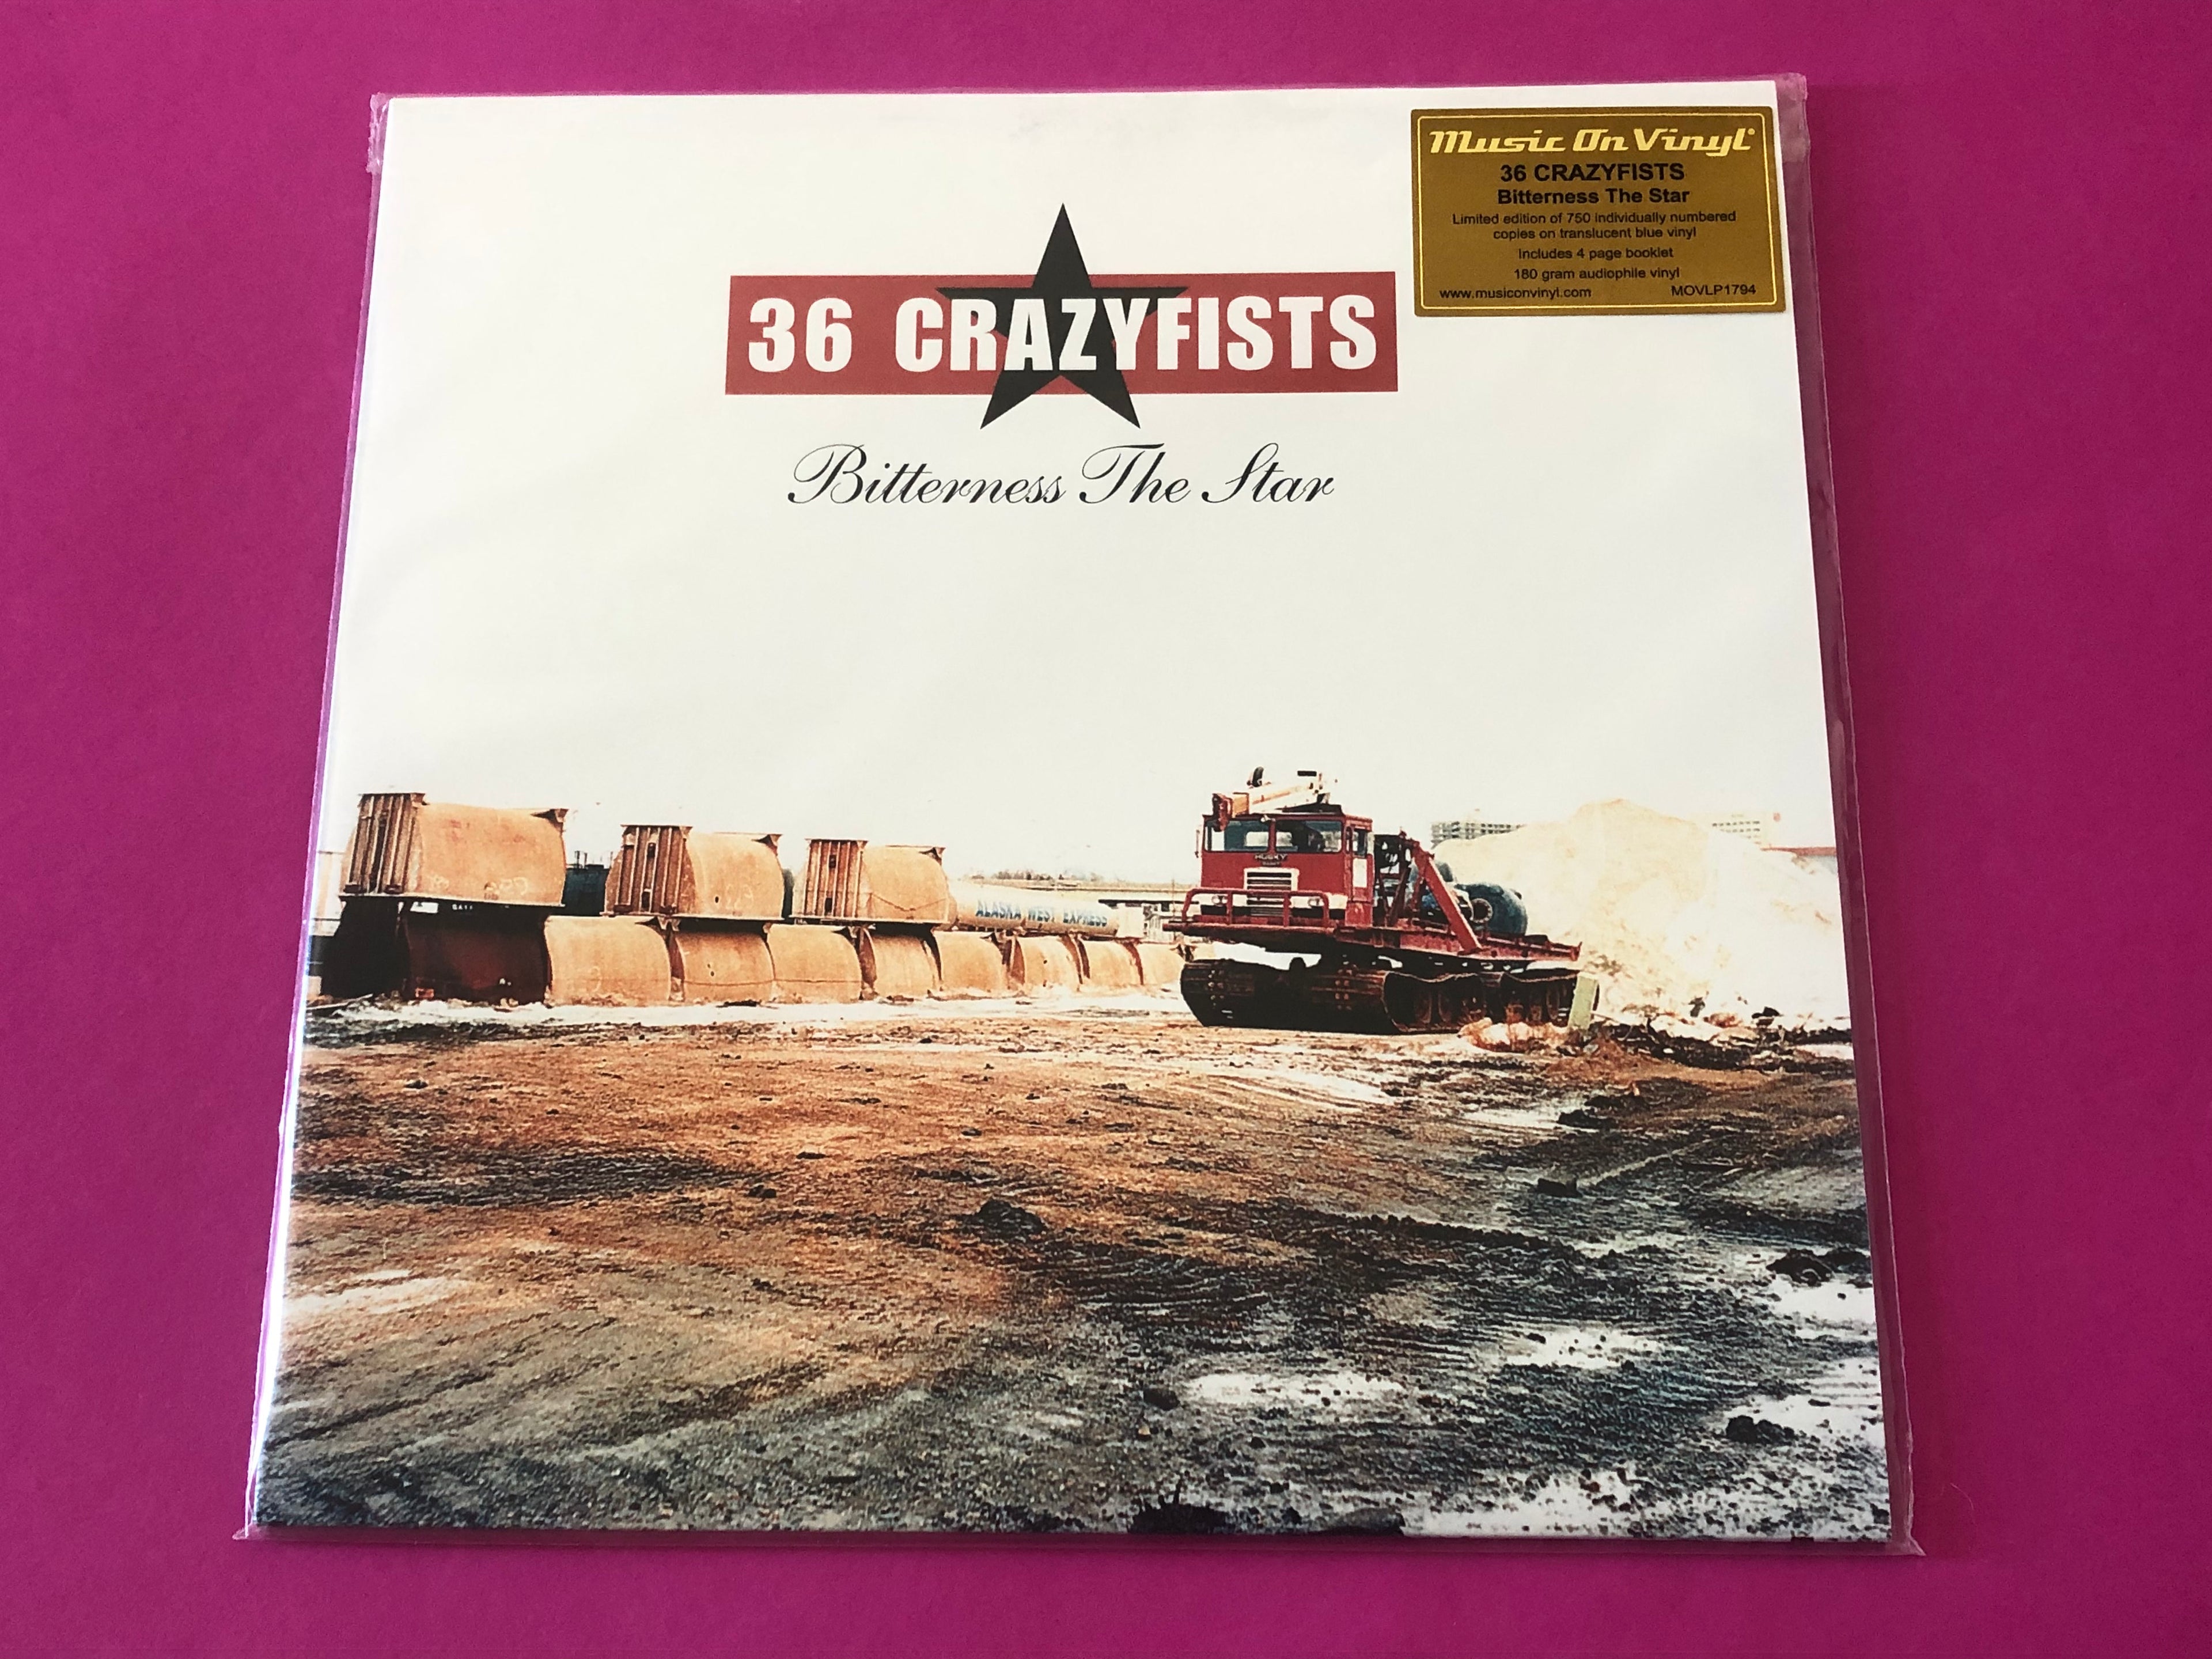 Music On Vinyl
36 CRAZYFISTS
Bitterness The Star
Limited edition of 750 individually numbered
copies on translucent blue vinyl
Includes 4 page booklet
180 gram audiophile vinyl
www.musiconvinyl.com MOVLP1794
36 CRAZYFISTS
Bitterness The Star
HUSKY
ALASKA WEST EXPRESS